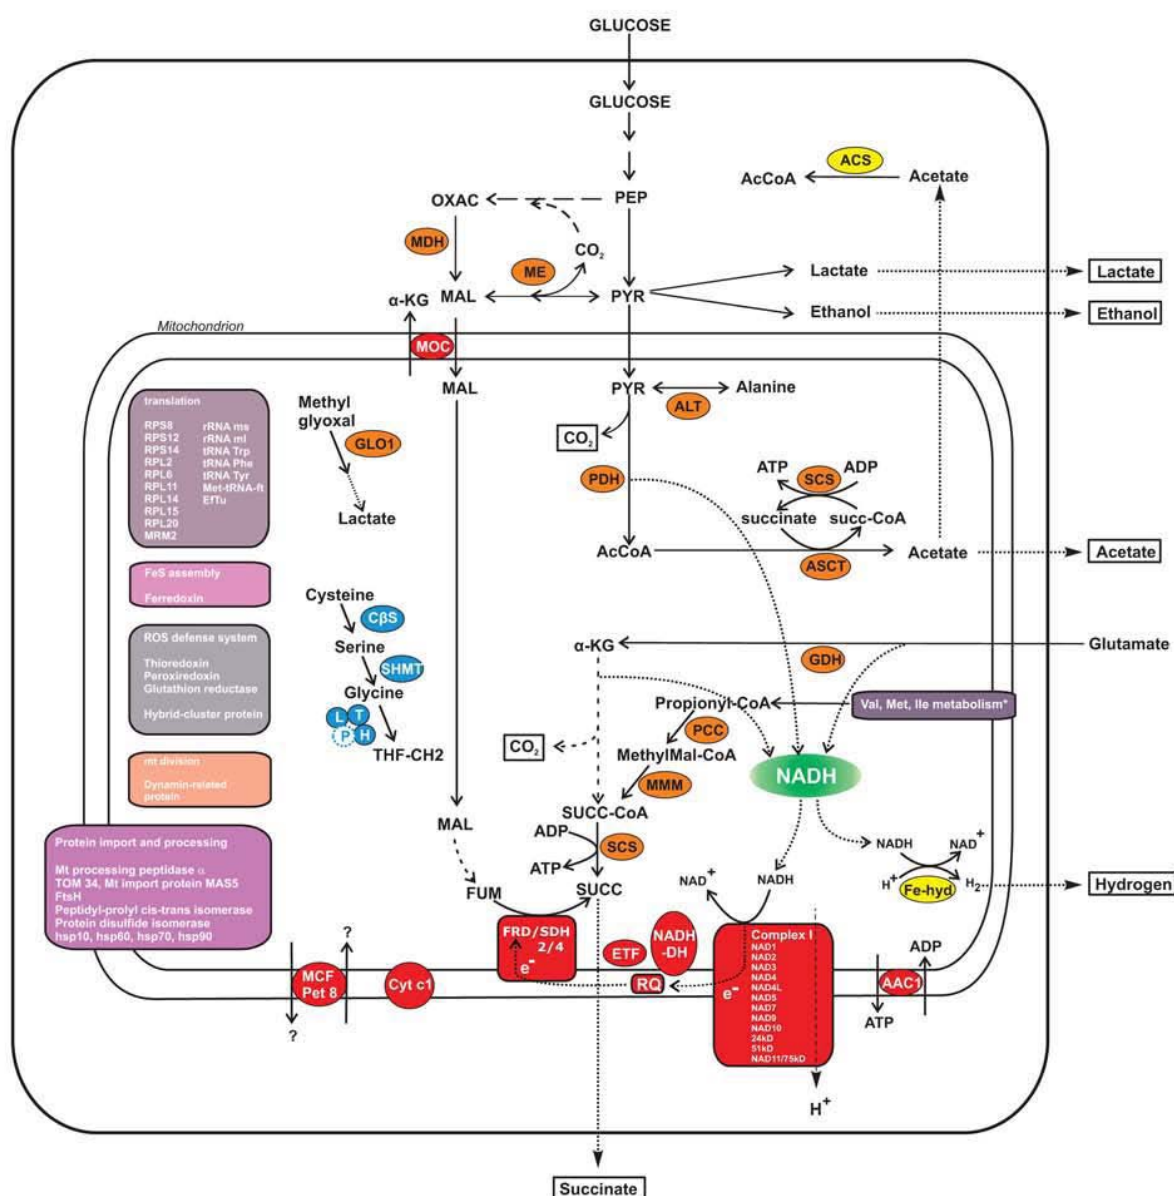 GLUCOSE
GLUCOSE
ACS
AcCoA
Acetate
OXAC
PEP
MDH
CO2
ME
Lactate
Lactate
α-KG
MAL
PYR
Ethanol
Ethanol
Mitochondrion
MOC
MAL
PYR
Alanine
ALT
translation
RPS8 rRNA ms
RPS12 rRNA ml
RPS14 tRNA Trp
RPL2 tRNA Phe
RPL6 tRNA Tyr
RPL11 Met-tRNA-ft
RPL14 EfTu
RPL15
RPL20
MRM2
Methyl
glyoxal
GLO1
Lactate
CO2
PDH
ATP
SCS
ADP
succinate
succ-CoA
AcCoA
ASCT
Acetate
Acetate
FeS assembly
Ferredoxin
Cysteine
CβS
Serine
SHMT
Glycine
L
T
P
H
THF-CH2
ROS defense system
Thioredoxin
Peroxiredoxin
Glutathion reductase
Hybrid-cluster protein
α-KG
GDH
Glutamate
Propionyl-CoA
Val, Met, Ile metabolism*
PCC
CO2
MethylMal-CoA
MMM
NADH
mt division
Dynamin-related
protein
SUCC-CoA
MAL
ADP
SCS
ATP
Protein import and processing
Mt processing peptidase α
TOM 34, Mt import protein MAS5
FtsH
Peptidyl-prolyl cis-trans isomerase
Protein disulfide isomerase
hsp10, hsp60, hsp70, hsp90
FUM
SUCC
NAD+
NADH
NADH
NAD+
H+
Fe-hyd
H2
Hydrogen
FRD/SDH
2/4
e-
ETF
NADH
-DH
RQ
Complex I
NAD1
NAD2
NAD3
NAD4
NAD4L
NAD5
NAD7
NAD9
NAD10
24kD
51kD
NAD11/75kD
e-
?
?
MCF
Pet 8
Cyt c1
ADP
AAC1
ATP
H+
Succinate